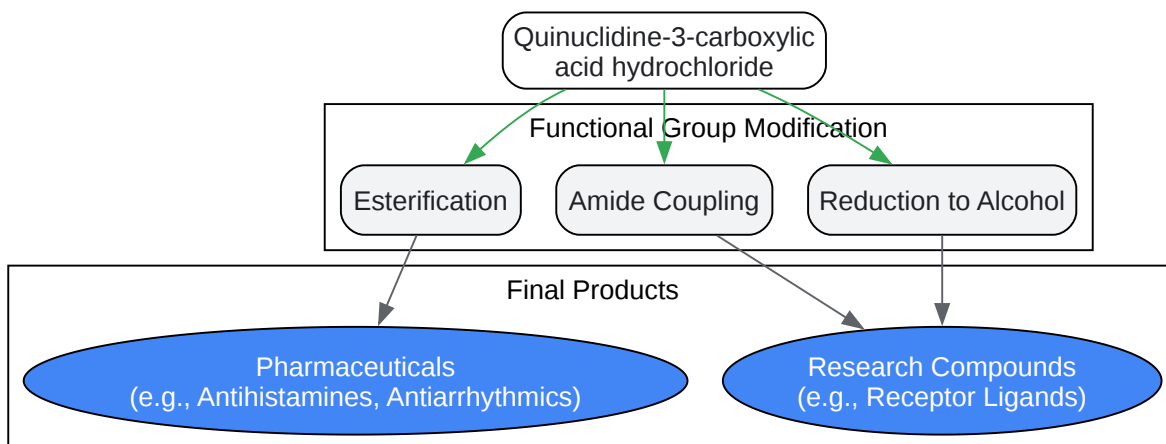 Quinuclidine-3-carboxylic
acid hydrochloride
Functional Group Modification
Esterification
Amide Coupling
Reduction to Alcohol
Final Products
Pharmaceuticals
(e.g., Antihistamines, Antiarrhythmics)
Research Compounds
(e.g., Receptor Ligands)